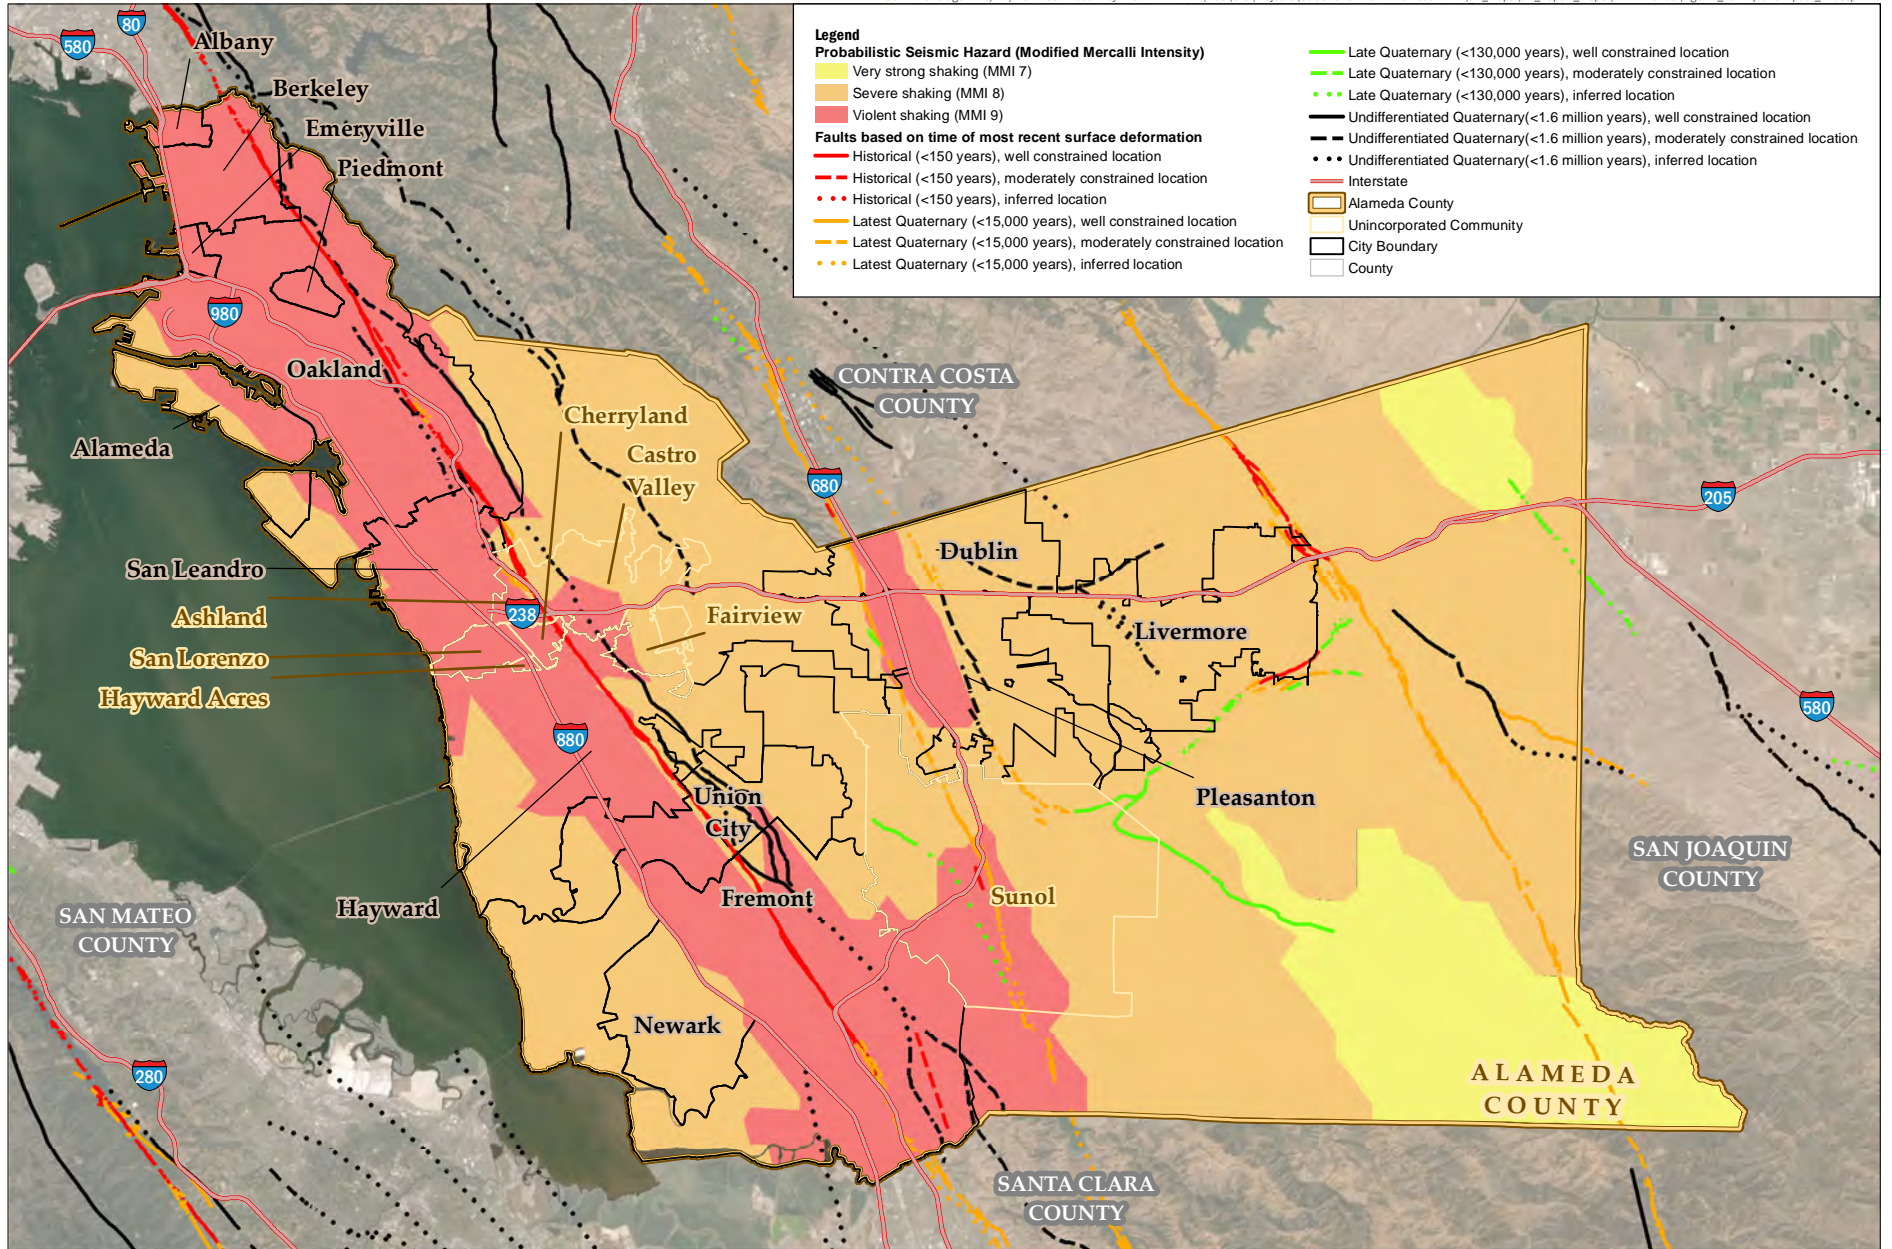 Legend
Probabilistic Seismic Hazard (Modified Mercalli Intensity)
Very strong shaking (MMI 7)
Severe shaking (MMI 8)
Violent shaking (MMI 9)
Faults based on time of most recent surface deformation
Historical (<150 years), well constrained location
Historical (<150 years), moderately constrained location
Historical (<150 years), inferred location
Latest Quaternary (<15,000 years), well constrained location
Latest Quaternary (<15,000 years), moderately constrained location
Latest Quaternary (<15,000 years), inferred location
Late Quaternary (<130,000 years), well constrained location
Late Quaternary (<130,000 years), moderately constrained location
Late Quaternary (<130,000 years), inferred location
Undifferentiated Quaternary(<1.6 million years), well constrained location
Undifferentiated Quaternary(<1.6 million years), moderately constrained location
Undifferentiated Quaternary(<1.6 million years), inferred location
Interstate
Alameda County
Unincorporated Community
City Boundary
County
80
580
Albany
Berkeley
Emeryville
Piedmont
980
Oakland
CONTRA COSTA
COUNTY
Cherryland
Alameda
Castro
Valley
680
205
Dublin
San Leandro
238
Ashland
Fairview
Livermore
San Lorenzo
Hayward Acres
580
880
Union
City
Pleasanton
SAN JOAQUIN
COUNTY
Sunol
Fremont
Hayward
SAN MATEO
COUNTY
Newark
280
ALAMEDA
COUNTY
SANTA CLARA
COUNTY